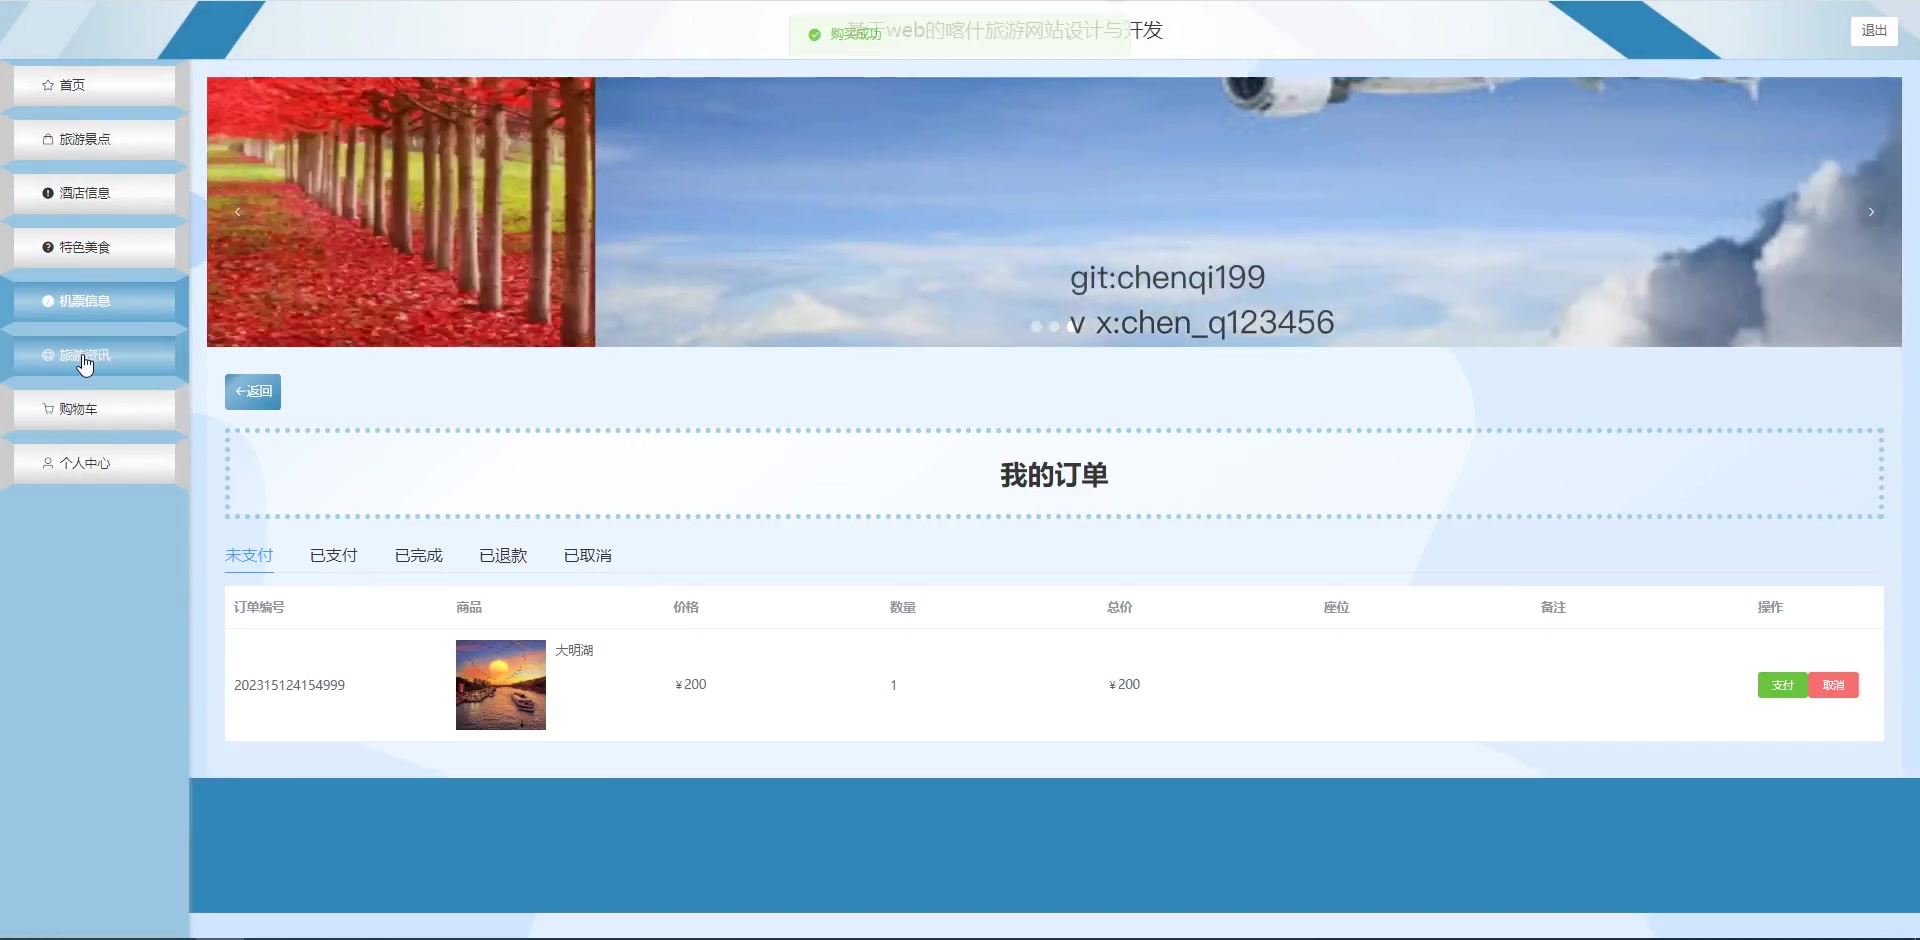 基于web的喀什旅游网站设计与开发
购买成功
退出
首页
旅游景点
酒店信息
特色美食
机票信息
旅游资讯
购物车
个人中心
git:chenqi199
v x:chen_q123456
←返回
我的订单
未支付 已支付 已完成 已退款 已取消
订单编号 商品 价格 数量 总价 座位 备注 操作
202315124154999 大明湖 ¥200 1 ¥200 支付 取消